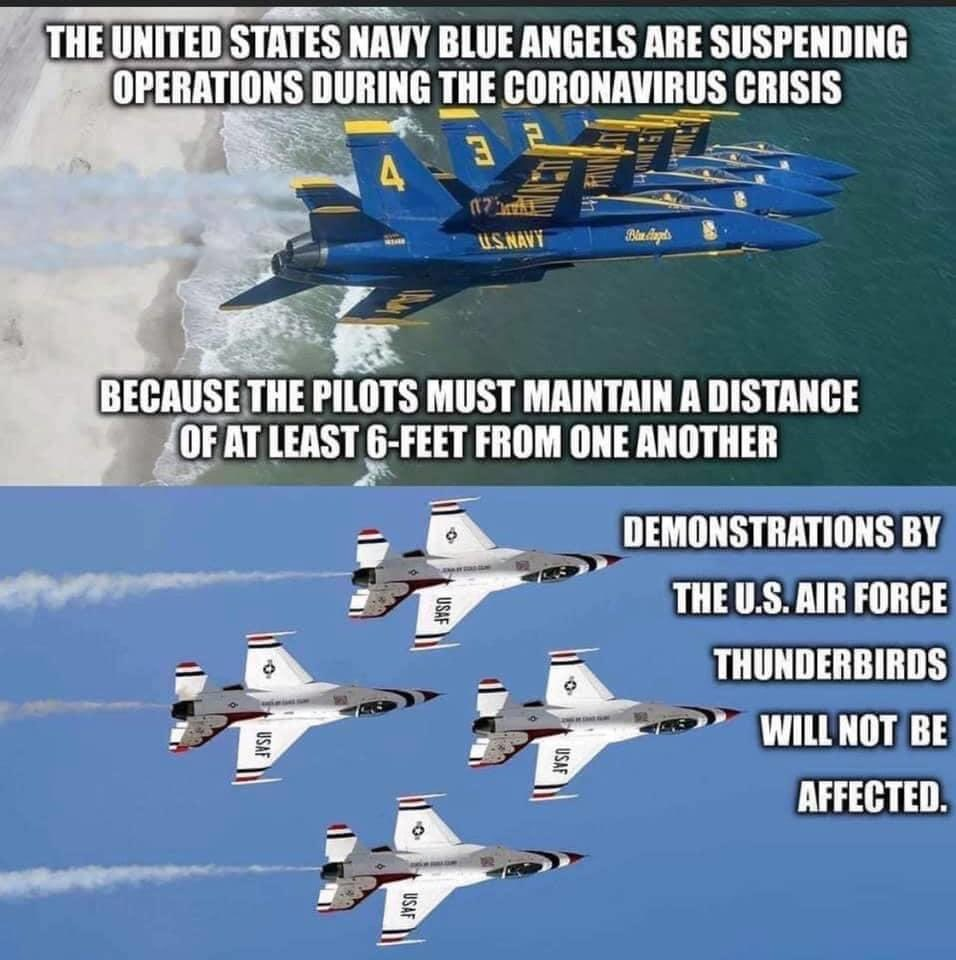 THE UNITED STATES NAVY BLUE ANGELS ARE SUSPENDING
OPERATIONS DURING THE CORONAVIRUS CRISIS
4
3
2
U.S.NAVY
Blue Angels
BECAUSE THE PILOTS MUST MAINTAIN A DISTANCE
OF AT LEAST 6-FEET FROM ONE ANOTHER
DEMONSTRATIONS BY
THE U.S. AIR FORCE
THUNDERBIRDS
WILL NOT BE
AFFECTED.
USAF
USAF
USAF
USAF